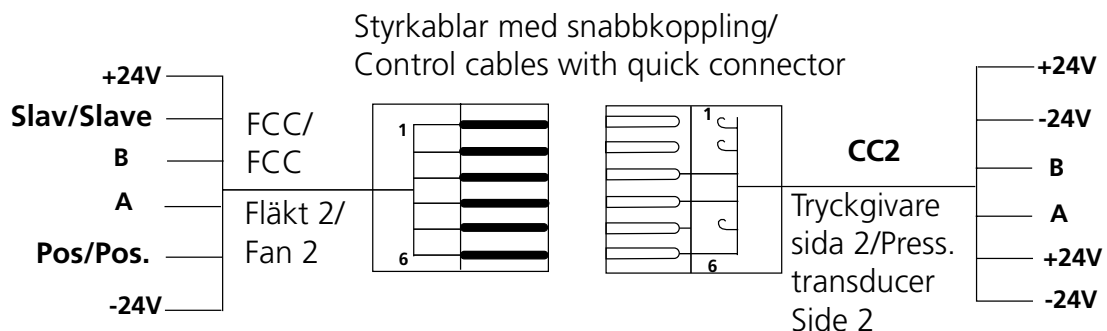 Styrkablar med snabbkoppling/
Control cables with quick connector
+24V
Slav/Slave
B
A
Pos/Pos.
-24V
FCC/
FCC
Fläkt 2/
Fan 2
1
6
1
6
CC2
Tryckgivare
sida 2/Press.
transducer
Side 2
+24V
-24V
B
A
+24V
-24V